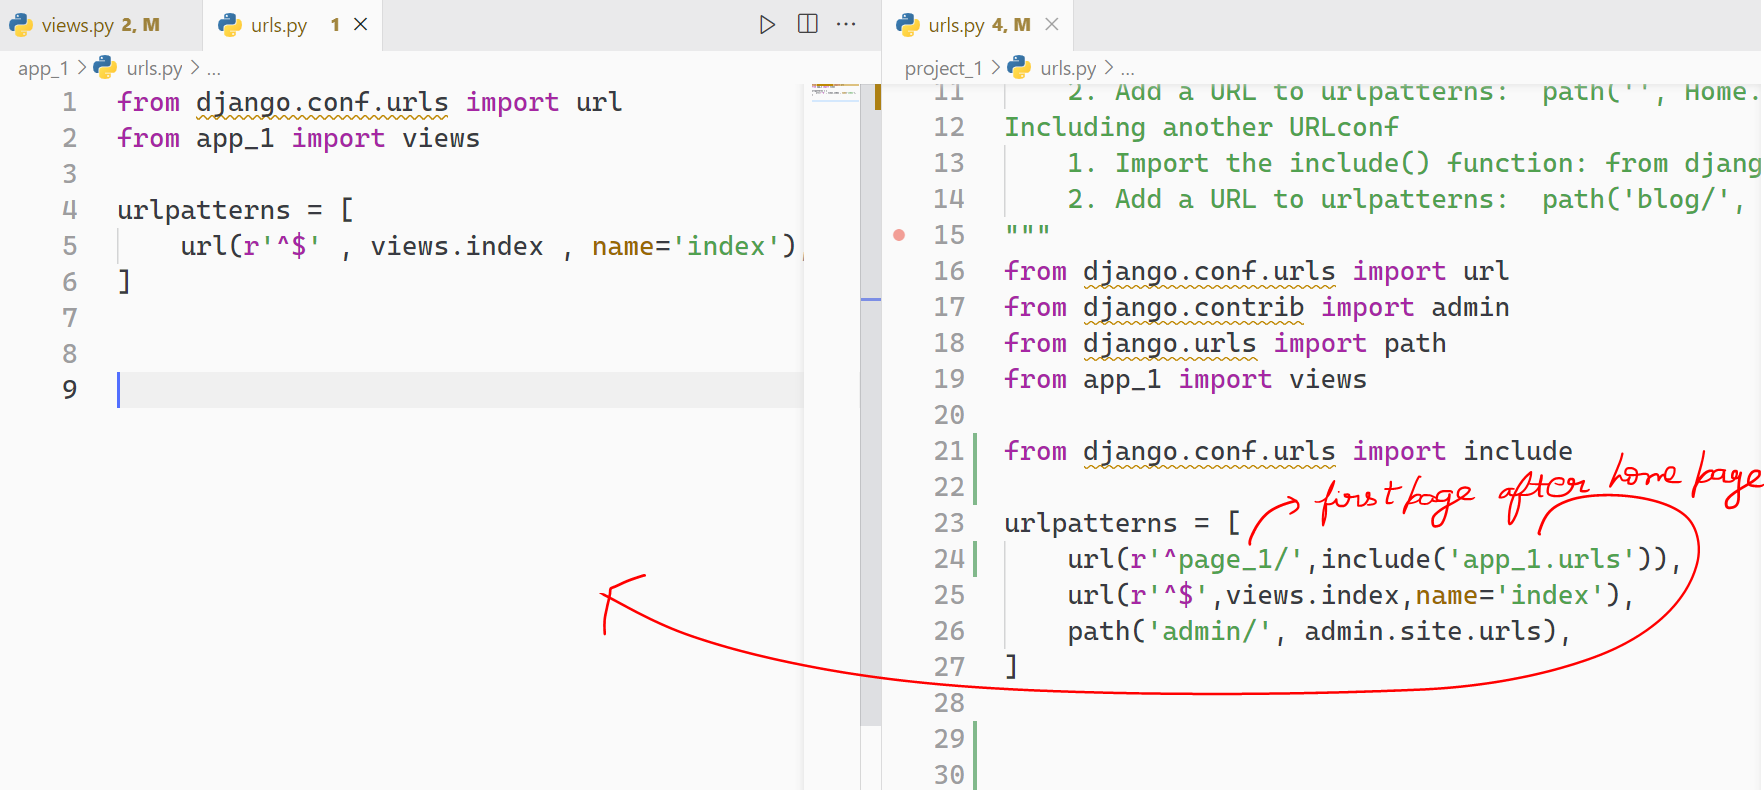 views.py 2, M
urls.py 1
app_1 > urls.py > ...
1 from django.conf.urls import url
2 from app_1 import views
3
4 urlpatterns = [
5     url(r'^$' , views.index , name='index'),
6 ]
7
8
9
urls.py 4, M
project_1 > urls.py > ...
11     2. Add a URL to urlpatterns:  path('', Home.
12 Including another URLconf
13     1. Import the include() function: from djang
14     2. Add a URL to urlpatterns:  path('blog/',
15 """
16 from django.conf.urls import url
17 from django.contrib import admin
18 from django.urls import path
19 from app_1 import views
20
21 from django.conf.urls import include
22
first page after home page
23 urlpatterns = [
24     url(r'^page_1/',include('app_1.urls')),
25     url(r'^$',views.index,name='index'),
26     path('admin/', admin.site.urls),
27 ]
28
29
30